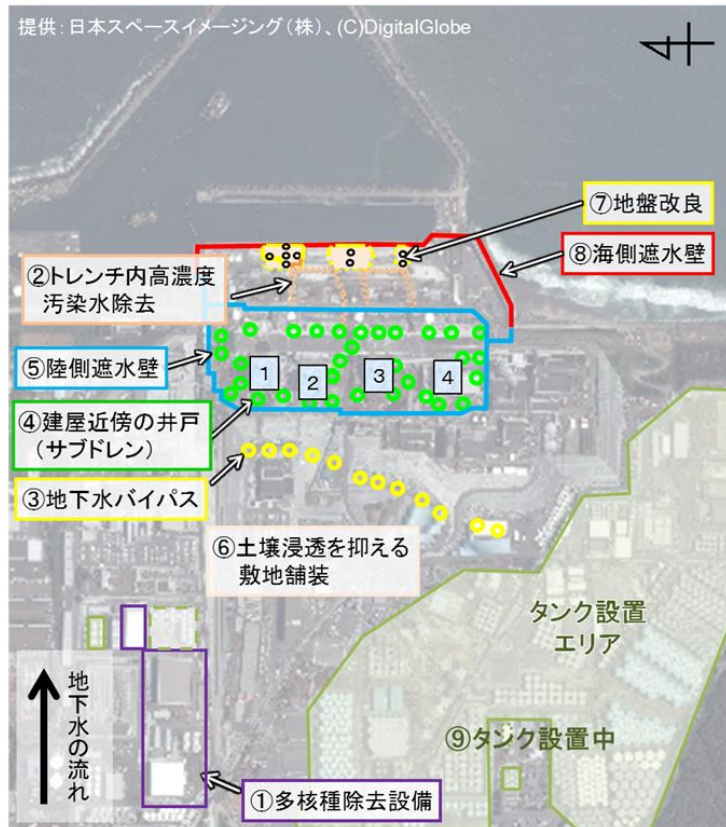 提供：日本スペースイメージング（株）、(C)DigitalGlobe
⑦地盤改良
⑧海側遮水壁
②トレンチ内高濃度
汚染水除去
⑤陸側遮水壁
1
2
3
4
④建屋近傍の井戸
（サブドレン）
③地下水バイパス
⑥土壌浸透を抑える
敷地舗装
タンク設置
エリア
地下水の流れ
⑨タンク設置中
①多核種除去設備